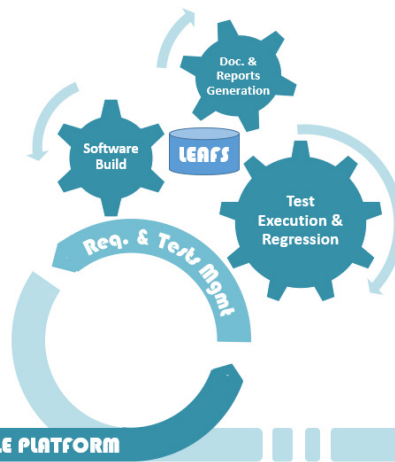 Doc. &
Reports
Generation
Software
Build
LEAFS
Test
Execution &
Regression
Req. & Tests Mgmt
LE PLATFORM